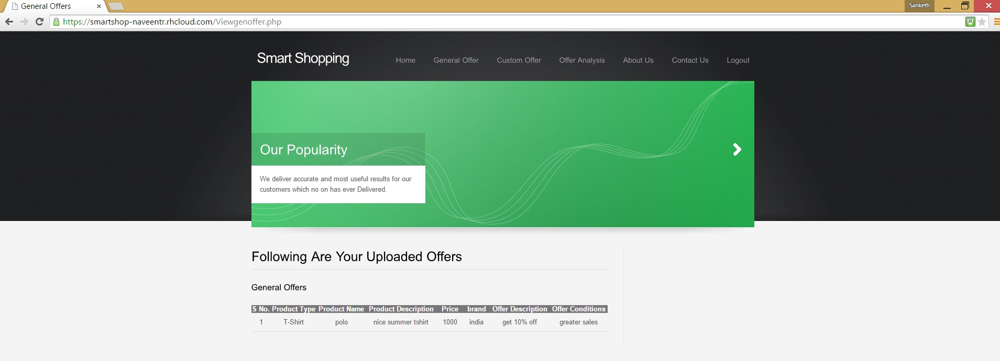 General Offers
Sanketh
https://smartshop-naveentr.rhcloud.com/Viewgenoffer.php
Smart Shopping
Home General Offer Custom Offer Offer Analysis About Us Contact Us Logout
Our Popularity
We deliver accurate and most useful results for our
customers which no on has ever Delivered.
Following Are Your Uploaded Offers
General Offers
S No. Product Type Product Name Product Description Price brand Offer Description Offer Conditions
1 T-Shirt polo nice summer tshirt 1000 india get 10% off greater sales